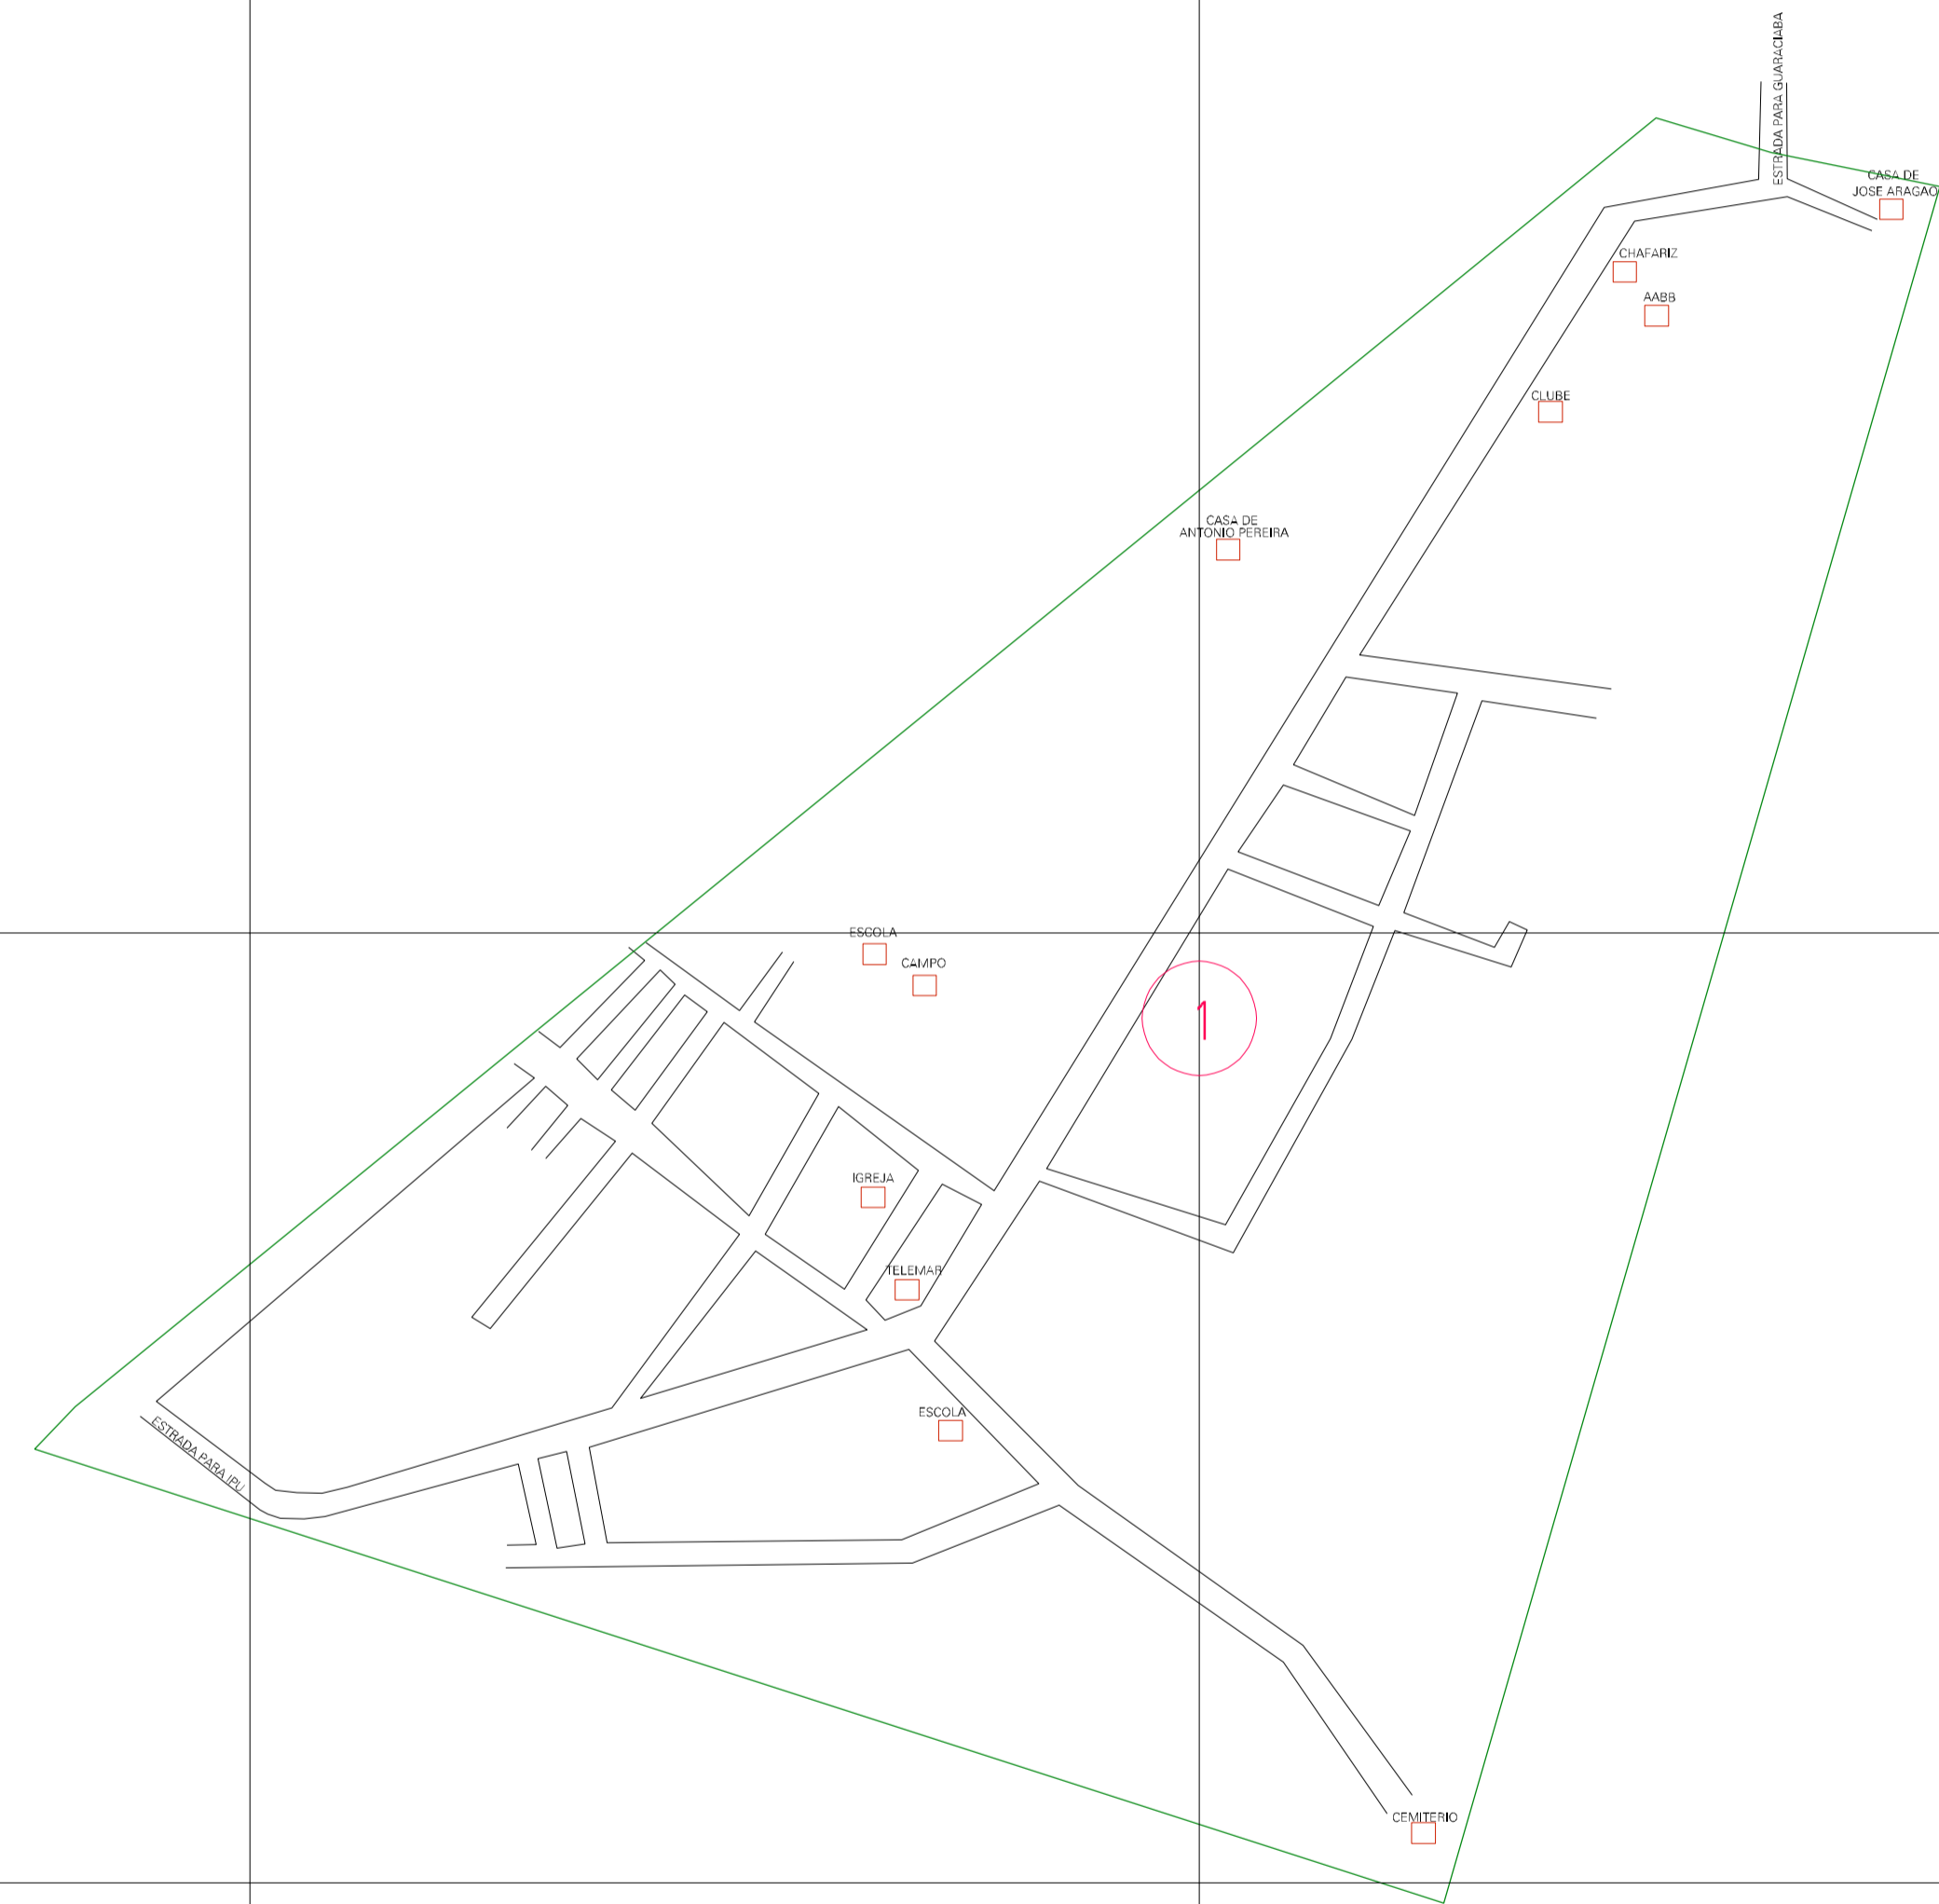 ESTRADA PARA GUARACIABA
CASA DE
JOSE ARAGAO
CHAFARIZ
AABB
CLUBE
CASA DE
ANTONIO PEREIRA
ESCOLA
CAMPO
1
IGREJA
TELEMAR
ESCOLA
ESTRADA PARA IPU
CEMITERIO